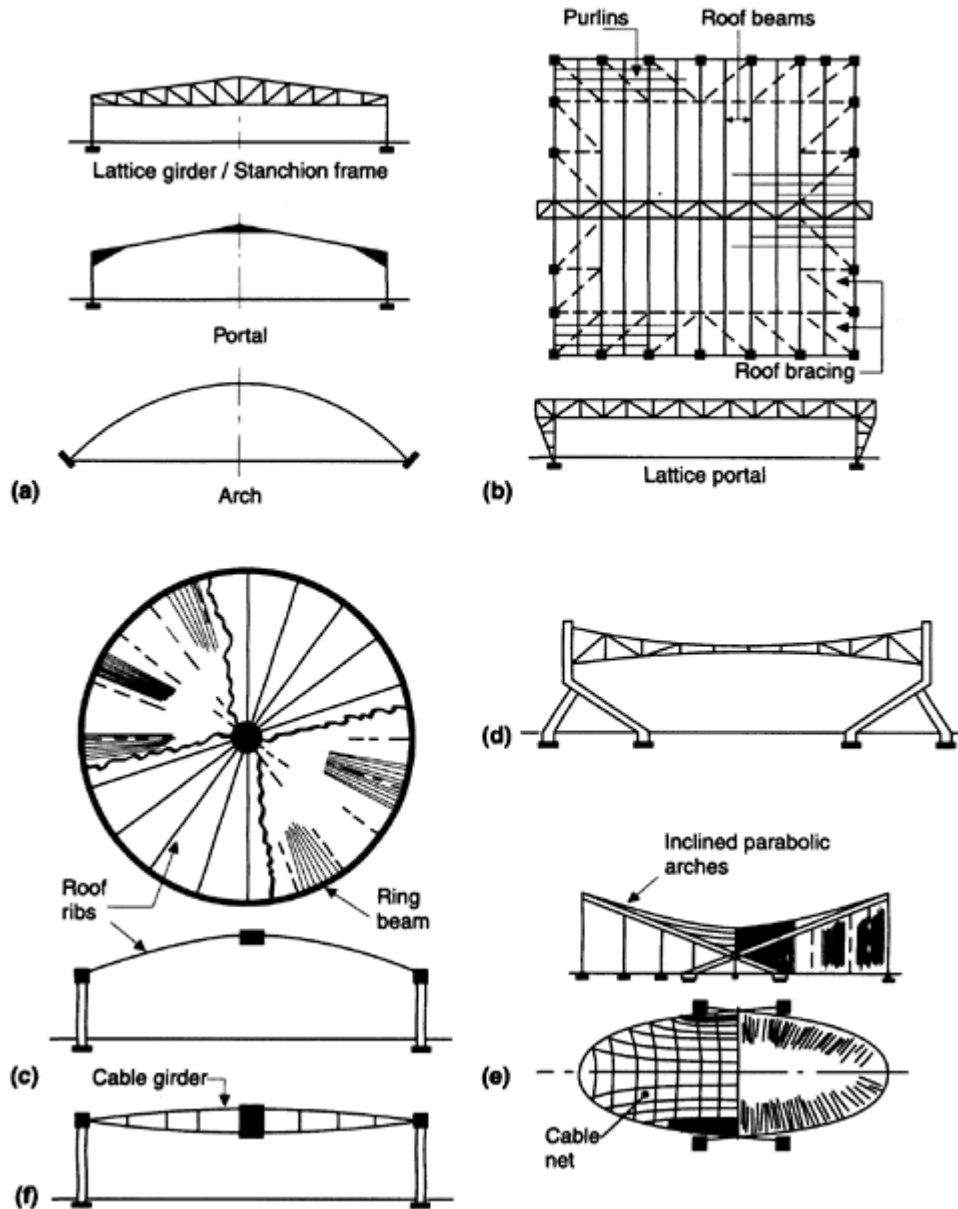 Lattice girder / Stanchion frame
Portal
(a)
Arch
Purlins
Roof beams
Roof bracing
(b)
Lattice portal
Roof
ribs
Ring
beam
(c)
(d)
Inclined parabolic
arches
(e)
Cable
net
Cable girder
(f)